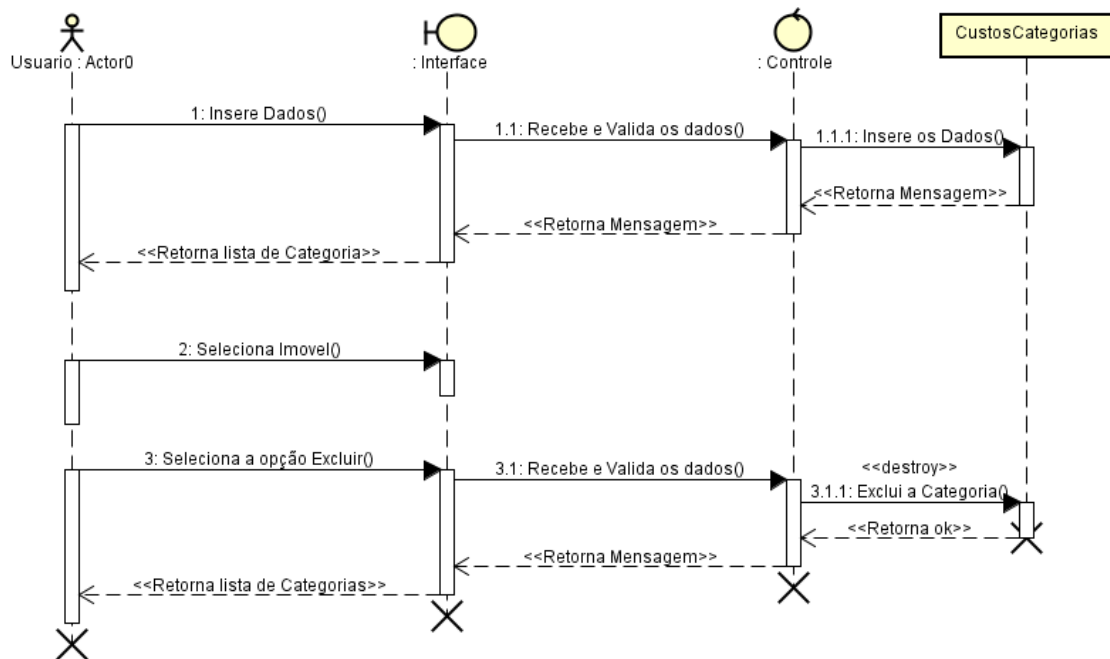 Usuario : Actor0
: Interface
: Controle
CustosCategorias
1: Insere Dados()
1.1: Recebe e Valida os dados()
1.1.1: Insere os Dados()
<<Retorna Mensagem>>
<<Retorna Mensagem>>
<<Retorna lista de Categoria>>
2: Seleciona Imovel()
3: Seleciona a opção Excluir()
3.1: Recebe e Valida os dados()
<<destroy>>
3.1.1: Exclui a Categoria()
<<Retorna ok>>
<<Retorna Mensagem>>
<<Retorna lista de Categorias>>